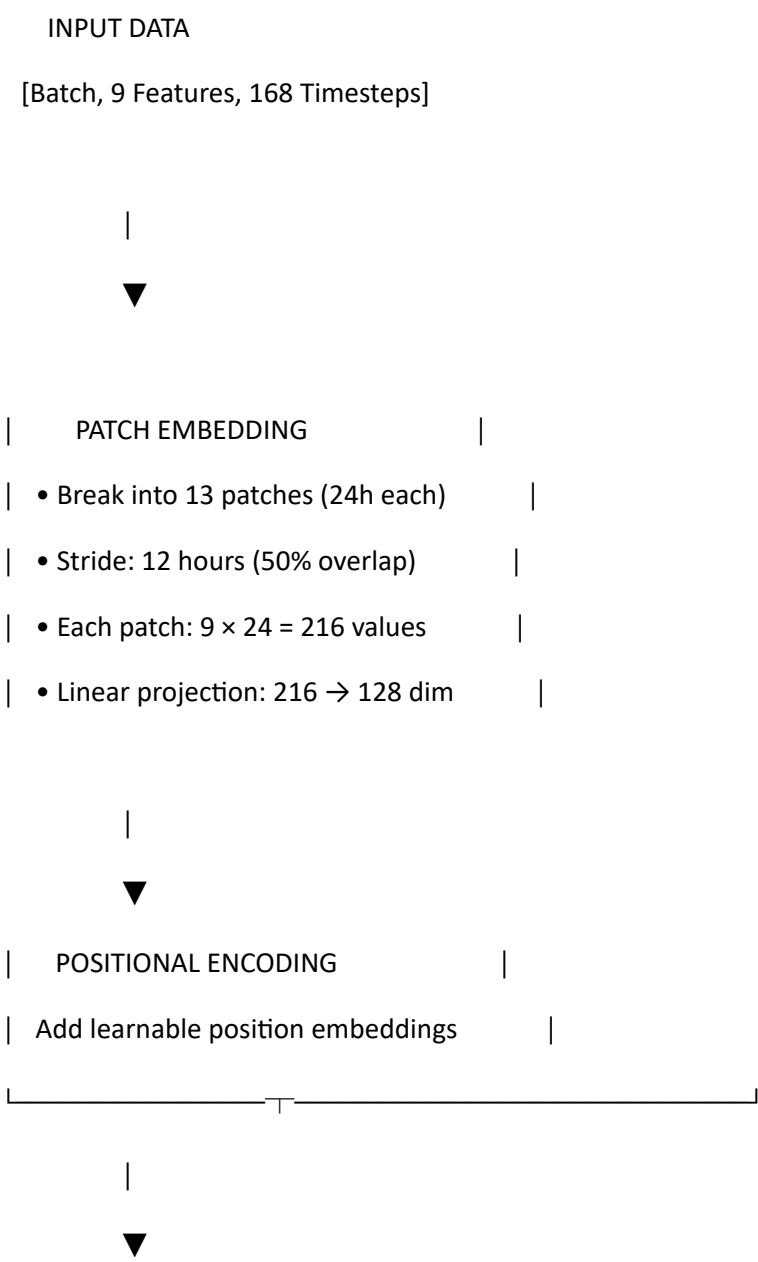 INPUT DATA
[Batch, 9 Features, 168 Timesteps]
│
▼
│ PATCH EMBEDDING │
│ • Break into 13 patches (24h each) │
│ • Stride: 12 hours (50% overlap) │
│ • Each patch: 9 × 24 = 216 values │
│ • Linear projection: 216 → 128 dim │
│
▼
│ POSITIONAL ENCODING │
│ Add learnable position embeddings │
└─────────────────┬───────────────────────────────┘
│
▼